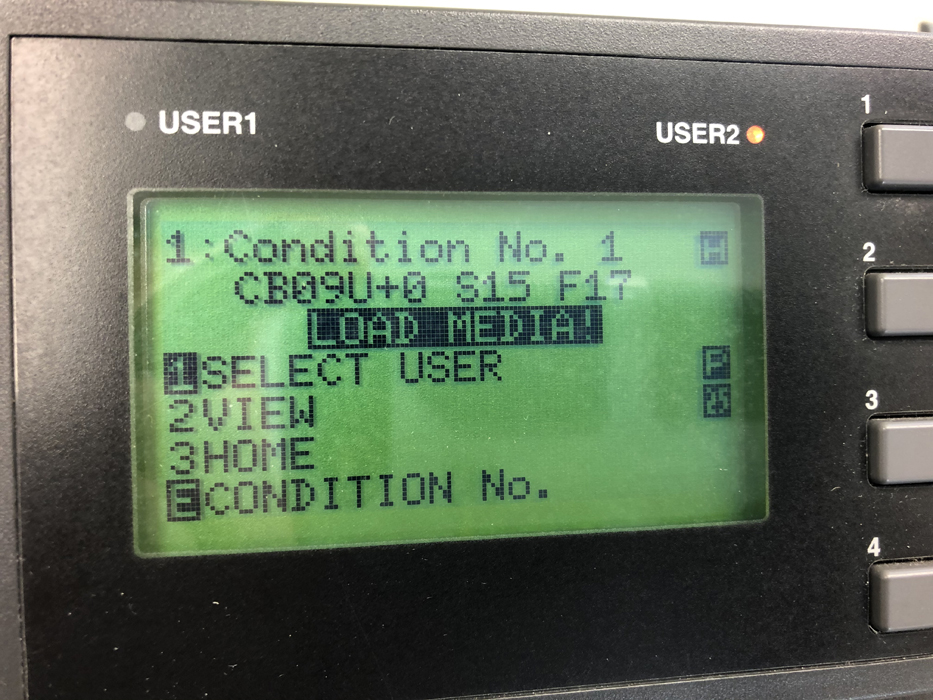 USER1
USER2
1
1:Condition No. 1 M
CB09U+0 S15 F17
2
LOAD MEDIA!
1SELECT USER P
2VIEW
3
3HOME
ECONDITION No.
4